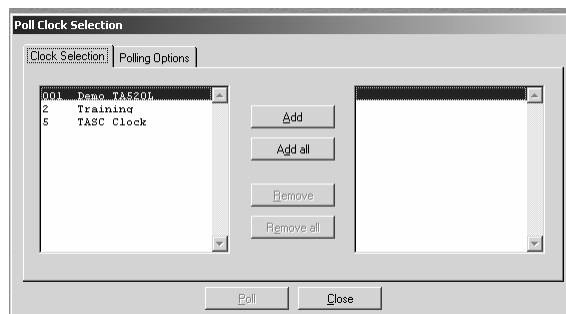 Poll Clock Selection
Clock Selection Polling Options
001 Demo TA520L
2 Training
5 TASC Clock
Add
Add all
Remove
Remove all
Poll Close